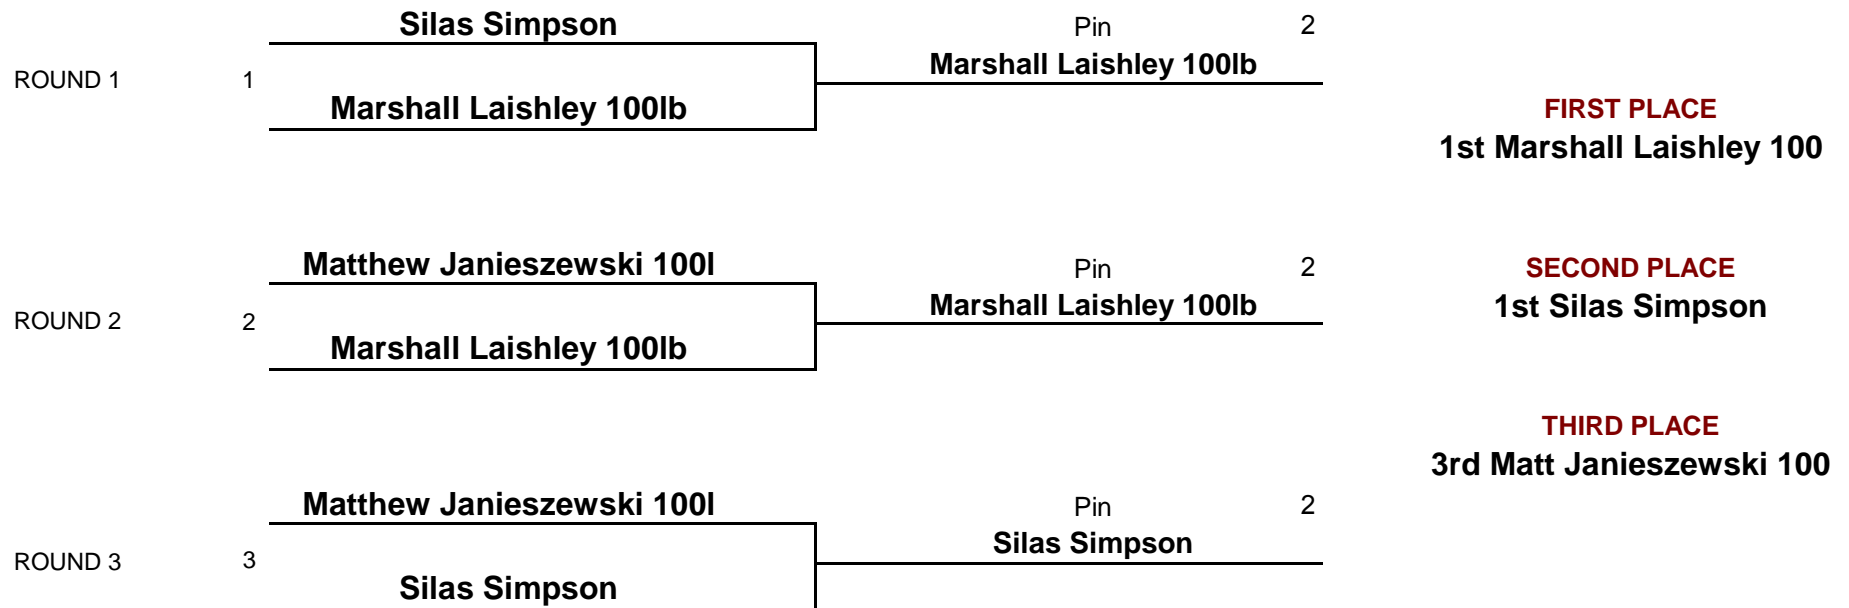 Silas Simpson
Pin 2
Marshall Laishley 100lb
ROUND 1 1
Marshall Laishley 100lb
FIRST PLACE
1st Marshall Laishley 100
Matthew Janieszewski 100l
Pin 2
SECOND PLACE
Marshall Laishley 100lb
1st Silas Simpson
ROUND 2 2
Marshall Laishley 100lb
THIRD PLACE
3rd Matt Janieszewski 100
Matthew Janieszewski 100l
Pin 2
Silas Simpson
ROUND 3 3
Silas Simpson